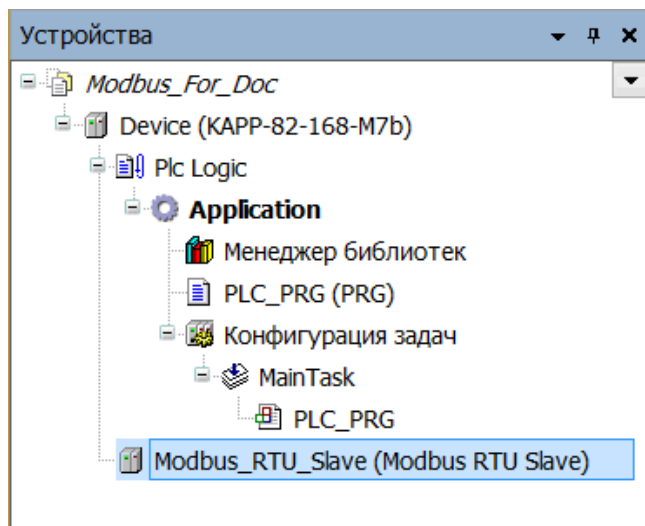 Устройства
Modbus_For_Doc
Device (KAPP-82-168-M7b)
Plc Logic
Application
Менеджер библиотек
PLC_PRG (PRG)
Конфигурация задач
MainTask
PLC_PRG
Modbus_RTU_Slave (Modbus RTU Slave)